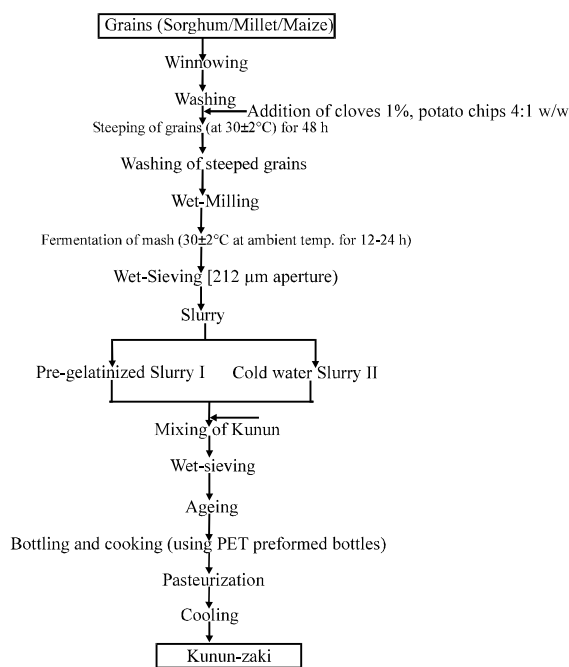 Grains (Sorghum/Millet/Maize)
Winnowing
Washing
Addition of cloves 1%, potato chips 4:1 w/w
Steeping of grains (at 30±2°C) for 48 h
Washing of steeped grains
Wet-Milling
Fermentation of mash (30±2°C at ambient temp. for 12-24 h)
Wet-Sieving [212 μm aperture)
Slurry
Pre-gelatinized Slurry I
Cold water Slurry II
Mixing of Kunun
Wet-sieving
Ageing
Bottling and cooking (using PET preformed bottles)
Pasteurization
Cooling
Kunun-zaki